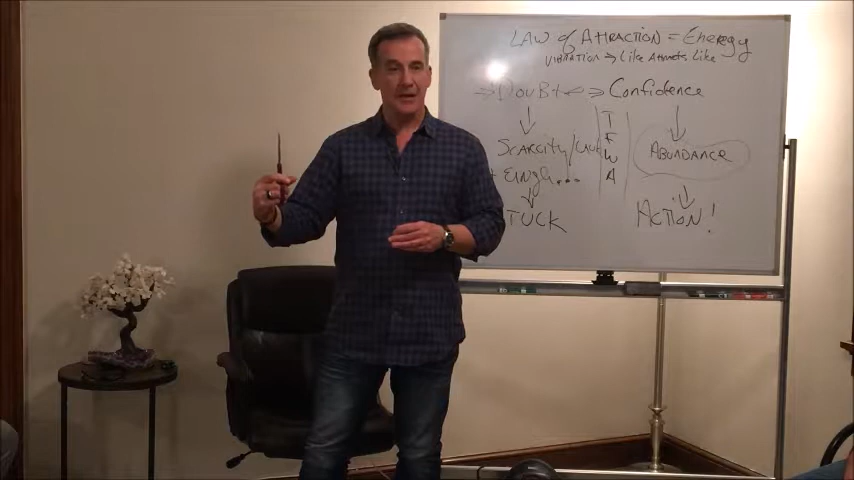 LAW of ATTRACTION = Energy
VIBRATION → Like Attracts Like
→ DOUBT ← → Confidence
↓ T ↓
SCARCITY / F ABUNDANCE
W
A
↓ ↓
TUCK ACTION!